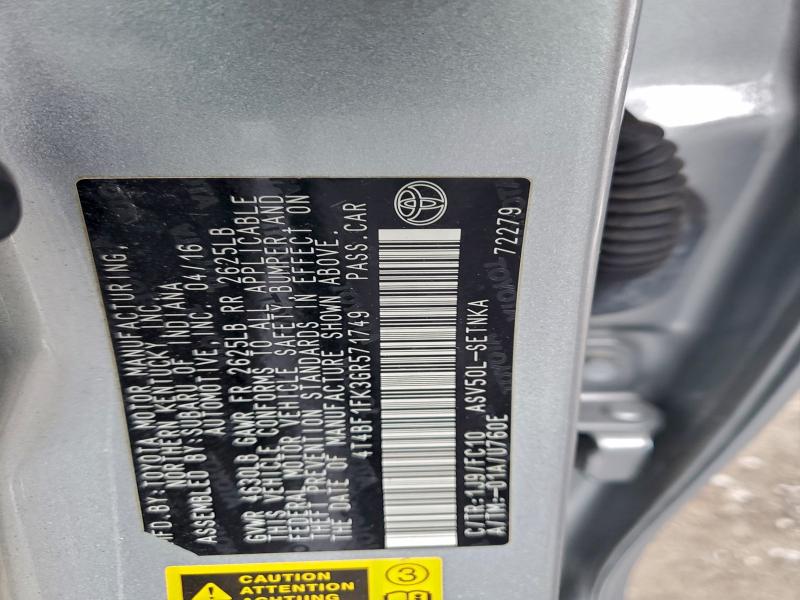 MFD. BY: TOYOTA MOTOR MANUFACTURING,
NORTHERN KENTUCKY INC.
ASSEMBLED BY: SUBARU OF INDIANA
AUTOMOTIVE, INC. 04/16
GVWR 4630LB GAWR FR 2625LB RR 2625LB
THIS VEHICLE CONFORMS TO ALL APPLICABLE
FEDERAL MOTOR VEHICLE SAFETY, BUMPER, AND
THEFT PREVENTION STANDARDS IN EFFECT ON
THE DATE OF MANUFACTURE SHOWN ABOVE.
4T4BF1FK3GR571749 PASS.CAR
C/TR:1J9/FC10 ASV50L-SETNKA
A/TM:-01A/U760E 72279
CAUTION
ATTENTION
ACHTUNG
3